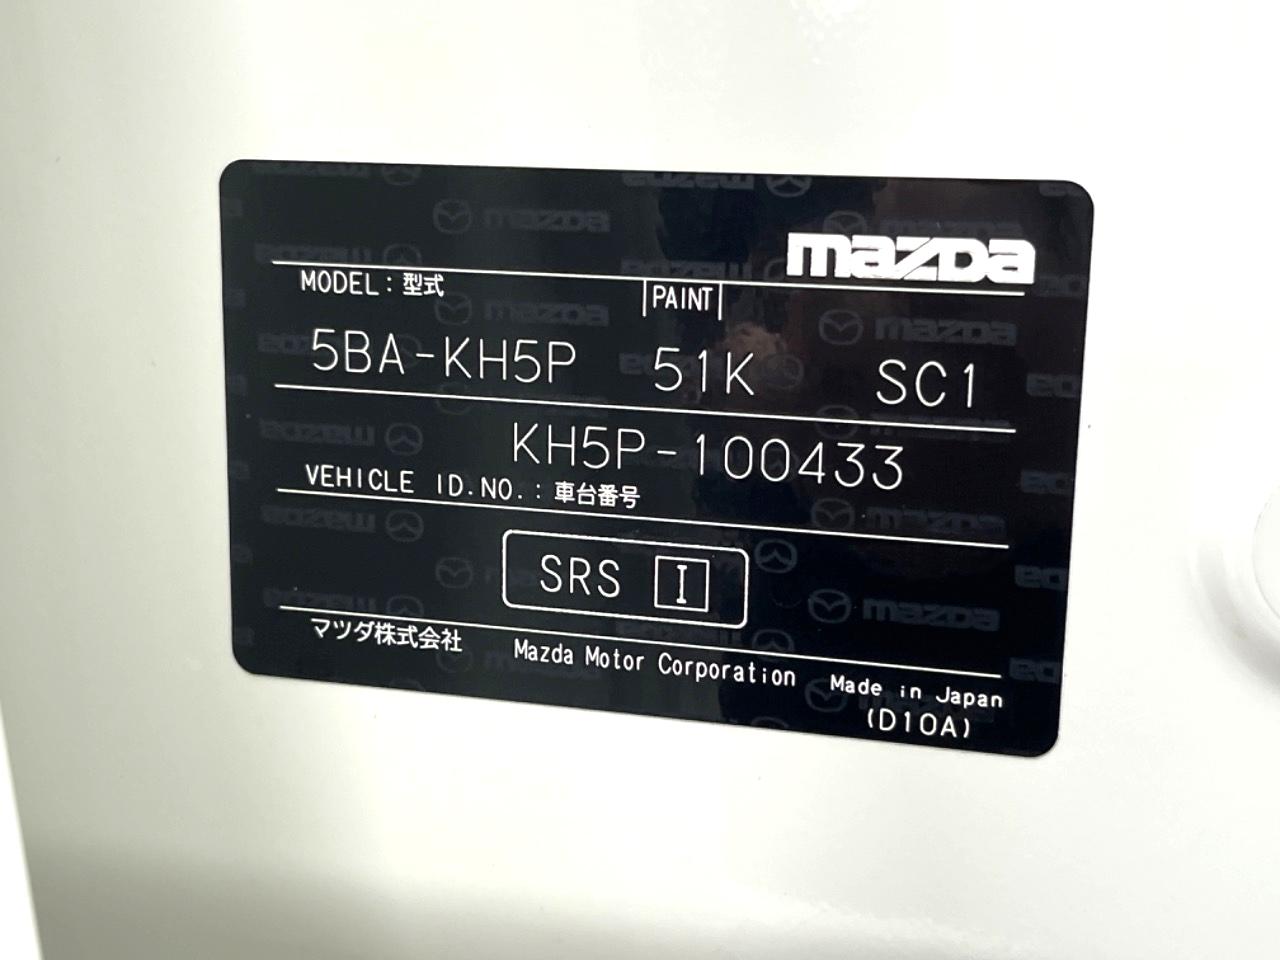 mazda
MODEL : 型式 PAINT
5BA-KH5P 51K SC1
KH5P-100433
VEHICLE ID.NO. : 車台番号
SRS I
マツダ株式会社 Mazda Motor Corporation Made in Japan
(D10A)